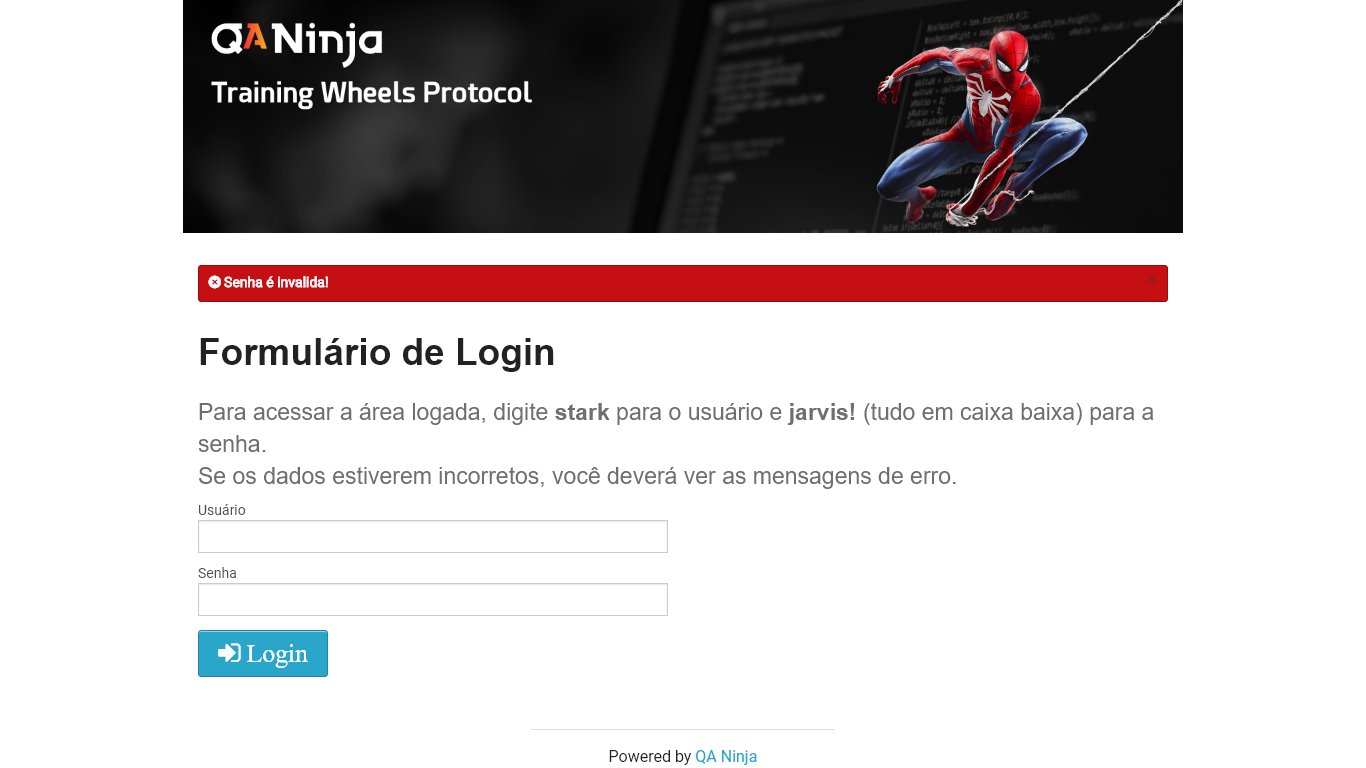 QANinja
Training Wheels Protocol
Senha é invalida!
×
Formulário de Login
Para acessar a área logada, digite stark para o usuário e jarvis! (tudo em caixa baixa) para a
senha.
Se os dados estiverem incorretos, você deverá ver as mensagens de erro.
Usuário
Senha
Login
Powered by QA Ninja